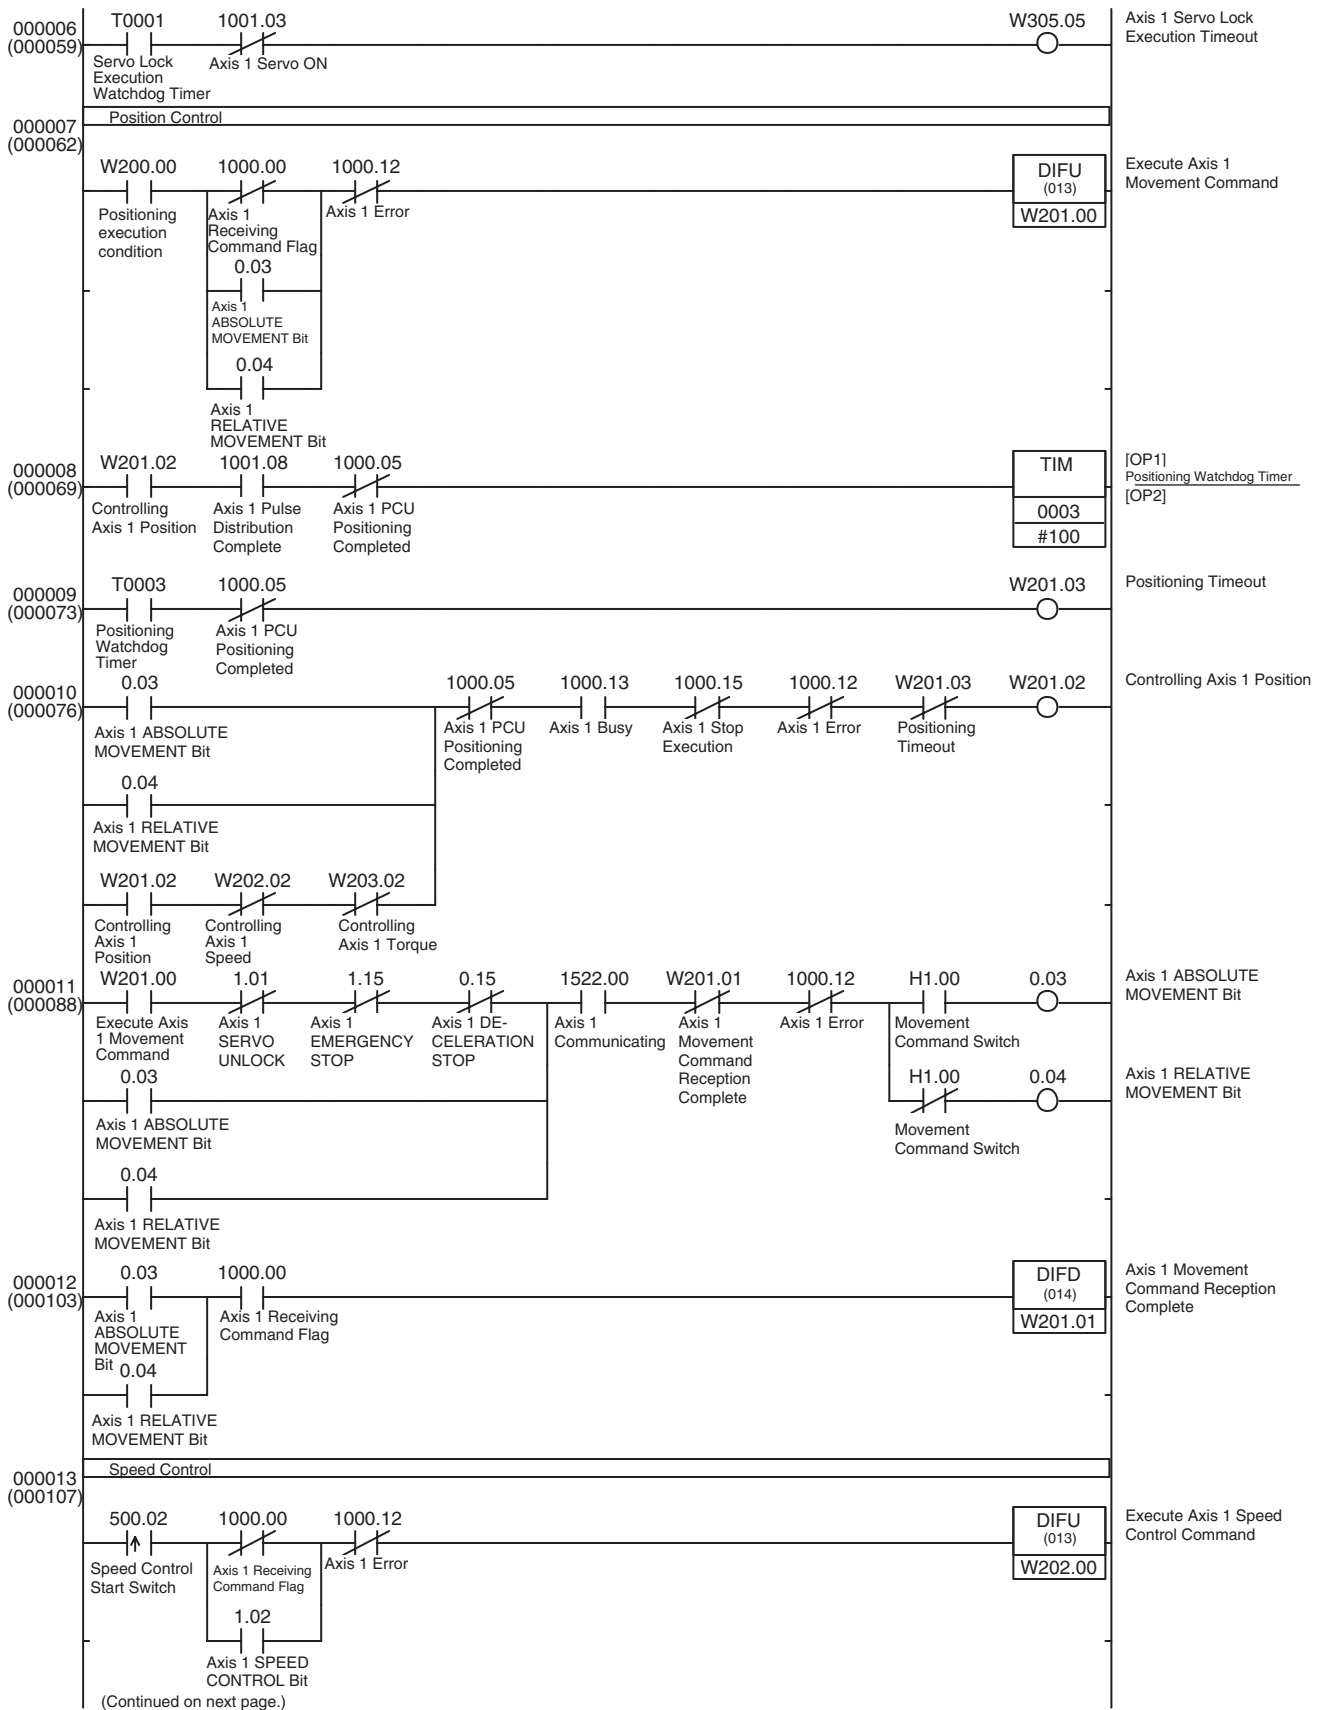 000006
(000059)
T0001
1001.03
W305.05
Axis 1 Servo Lock
Execution Timeout
Servo Lock
Execution
Watchdog Timer
Axis 1 Servo ON
000007
(000062)
Position Control
W200.00
1000.00
1000.12
DIFU
(013)
W201.00
Execute Axis 1
Movement Command
Positioning
execution
condition
Axis 1
Receiving
Command Flag
Axis 1 Error
0.03
Axis 1
ABSOLUTE
MOVEMENT Bit
0.04
Axis 1
RELATIVE
MOVEMENT Bit
000008
(000069)
W201.02
1001.08
1000.05
TIM
0003
#100
[OP1]
Positioning Watchdog Timer
[OP2]
Controlling
Axis 1 Position
Axis 1 Pulse
Distribution
Complete
Axis 1 PCU
Positioning
Completed
000009
(000073)
T0003
1000.05
W201.03
Positioning Timeout
Positioning
Watchdog
Timer
Axis 1 PCU
Positioning
Completed
000010
(000076)
0.03
1000.05
1000.13
1000.15
1000.12
W201.03
W201.02
Controlling Axis 1 Position
Axis 1 ABSOLUTE
MOVEMENT Bit
Axis 1 PCU
Positioning
Completed
Axis 1 Busy
Axis 1 Stop
Execution
Axis 1 Error
Positioning
Timeout
0.04
Axis 1 RELATIVE
MOVEMENT Bit
W201.02
W202.02
W203.02
Controlling
Axis 1
Position
Controlling
Axis 1
Speed
Controlling
Axis 1 Torque
000011
(000088)
W201.00
1.01
1.15
0.15
1522.00
W201.01
1000.12
H1.00
0.03
Axis 1 ABSOLUTE
MOVEMENT Bit
Execute Axis
1 Movement
Command
Axis 1
SERVO
UNLOCK
Axis 1
EMERGENCY
STOP
Axis 1 DE-
CELERATION
STOP
Axis 1
Communicating
Axis 1
Movement
Command
Reception
Complete
Axis 1 Error
Movement
Command Switch
0.03
Axis 1 ABSOLUTE
MOVEMENT Bit
H1.00
0.04
Axis 1 RELATIVE
MOVEMENT Bit
Movement
Command Switch
0.04
Axis 1 RELATIVE
MOVEMENT Bit
000012
(000103)
0.03
1000.00
DIFD
(014)
W201.01
Axis 1 Movement
Command Reception
Complete
Axis 1
ABSOLUTE
MOVEMENT
Bit
Axis 1 Receiving
Command Flag
0.04
Axis 1 RELATIVE
MOVEMENT Bit
000013
(000107)
Speed Control
500.02
1000.00
1000.12
DIFU
(013)
W202.00
Execute Axis 1 Speed
Control Command
Speed Control
Start Switch
Axis 1 Receiving
Command Flag
Axis 1 Error
1.02
Axis 1 SPEED
CONTROL Bit
(Continued on next page.)